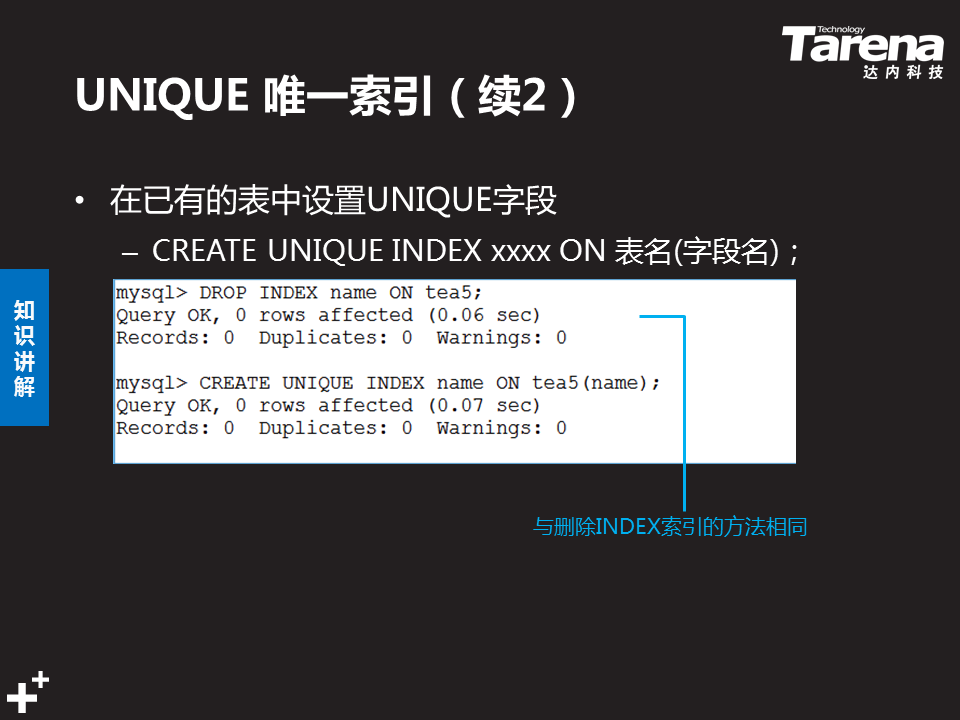 Technology
Tarena
达内科技
UNIQUE 唯一索引（续2）
• 在已有的表中设置UNIQUE字段
– CREATE UNIQUE INDEX xxxx ON 表名(字段名)；
知识讲解
mysql> DROP INDEX name ON tea5;
Query OK, 0 rows affected (0.06 sec)
Records: 0  Duplicates: 0  Warnings: 0
mysql> CREATE UNIQUE INDEX name ON tea5(name);
Query OK, 0 rows affected (0.07 sec)
Records: 0  Duplicates: 0  Warnings: 0
与删除INDEX索引的方法相同